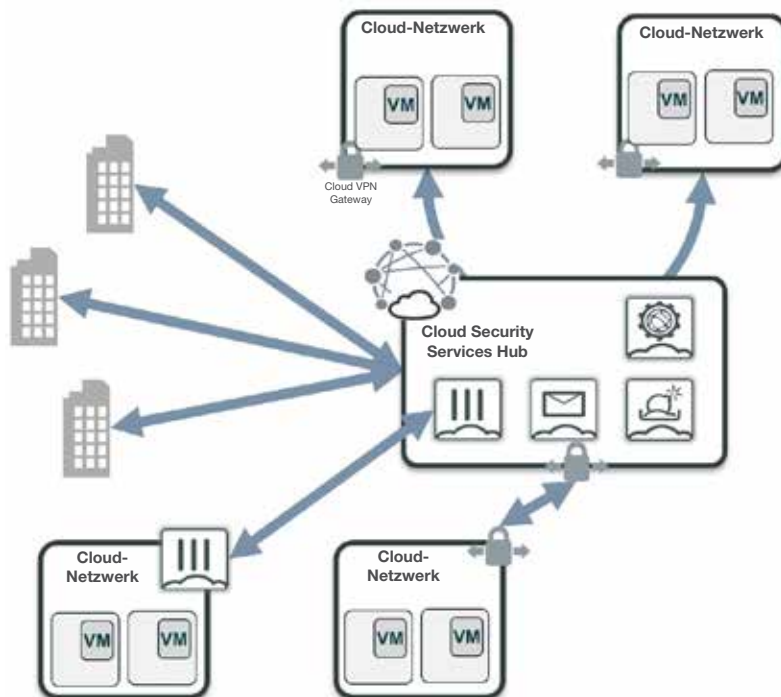 Cloud-Netzwerk
VM
VM
Cloud-Netzwerk
VM
VM
Cloud VPN
Gateway
Cloud Security
Services Hub
Cloud-
Netzwerk
VM
VM
Cloud-
Netzwerk
VM
VM